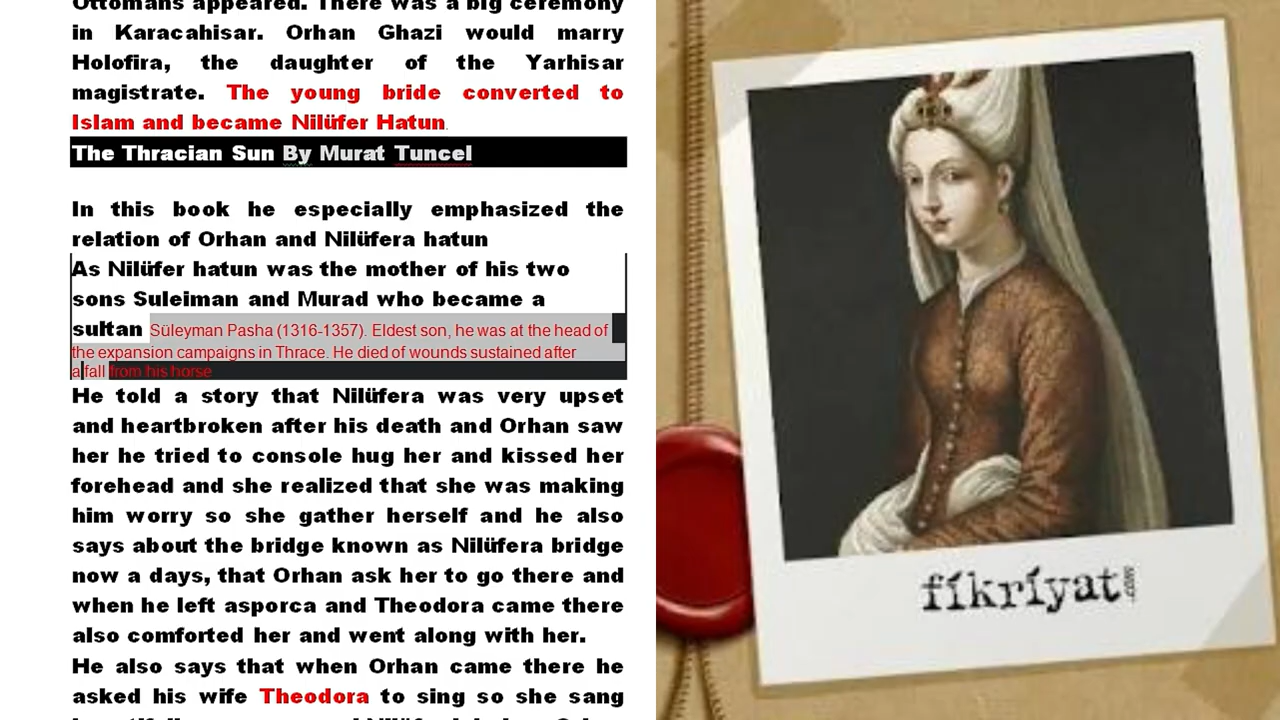 Ottomans appeared. There was a big ceremony
in Karacahisar. Orhan Ghazi would marry
Holofira, the daughter of the Yarhisar
magistrate. The young bride converted to
Islam and became Nilüfer Hatun.
The Thracian Sun By Murat Tuncel
In this book he especially emphasized the
relation of Orhan and Nilüfera hatun
As Nilüfer hatun was the mother of his two
sons Suleiman and Murad who became a
sultan Süleyman Pasha (1316-1357). Eldest son, he was at the head of
the expansion campaigns in Thrace. He died of wounds sustained after
a fall from his horse
He told a story that Nilüfera was very upset
and heartbroken after his death and Orhan saw
her he tried to console hug her and kissed her
forehead and she realized that she was making
him worry so she gather herself and he also
says about the bridge known as Nilüfera bridge
now a days, that Orhan ask her to go there and
when he left asporca and Theodora came there
also comforted her and went along with her.
He also says that when Orhan came there he
asked his wife Theodora to sing so she sang
fikriyat